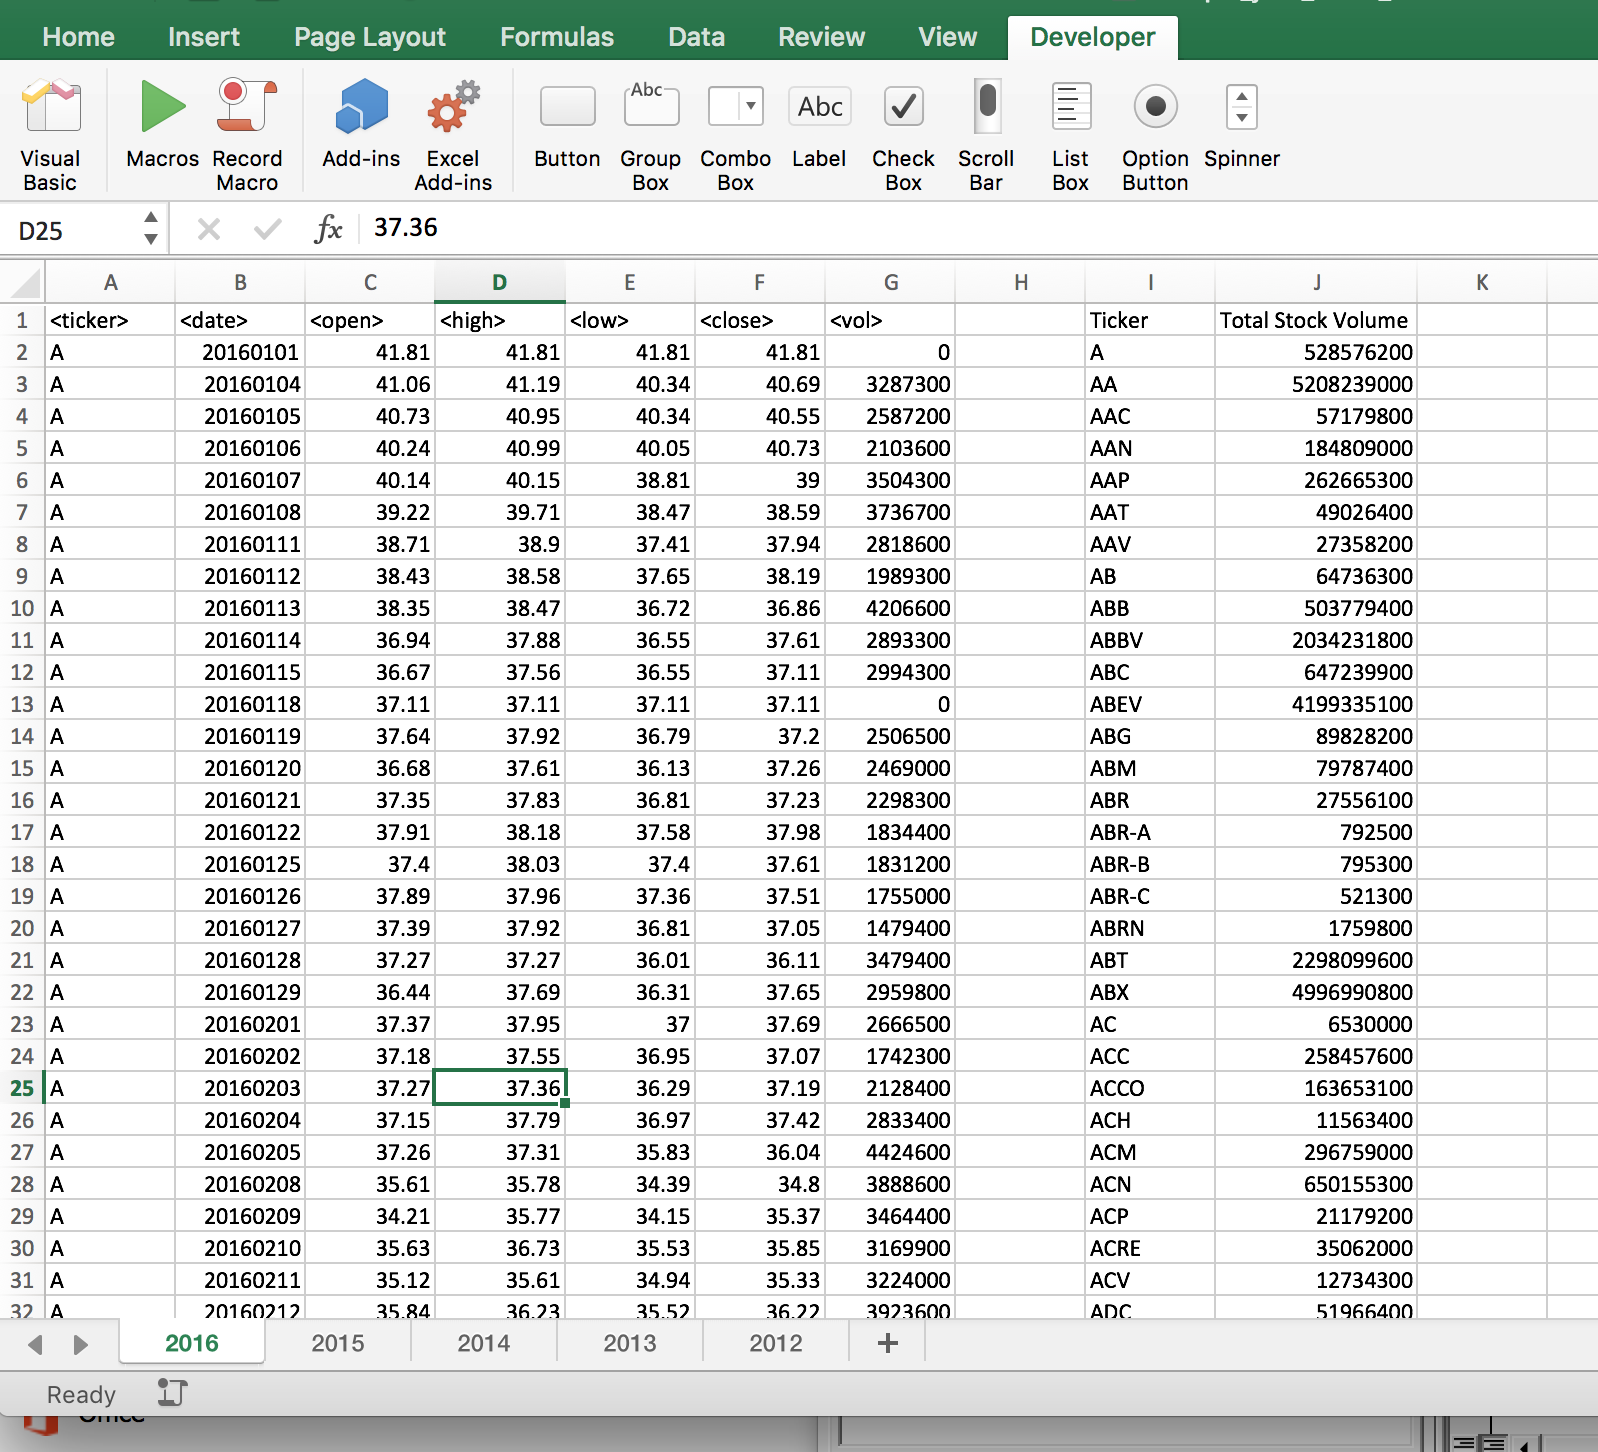 Home Insert Page Layout Formulas Data Review View Developer
Visual Basic Macros Record Macro Add-ins Excel Add-ins Button Group Box Combo Box Label Check Box Scroll Bar List Box Option Button Spinner
Abc Abc
D25 fx 37.36
A B C D E F G H I J K
1 <ticker> <date> <open> <high> <low> <close> <vol> Ticker Total Stock Volume
2 A 20160101 41.81 41.81 41.81 41.81 0 A 528576200
3 A 20160104 41.06 41.19 40.34 40.69 3287300 AA 5208239000
4 A 20160105 40.73 40.95 40.34 40.55 2587200 AAC 57179800
5 A 20160106 40.24 40.99 40.05 40.73 2103600 AAN 184809000
6 A 20160107 40.14 40.15 38.81 39 3504300 AAP 262665300
7 A 20160108 39.22 39.71 38.47 38.59 3736700 AAT 49026400
8 A 20160111 38.71 38.9 37.41 37.94 2818600 AAV 27358200
9 A 20160112 38.43 38.58 37.65 38.19 1989300 AB 64736300
10 A 20160113 38.35 38.47 36.72 36.86 4206600 ABB 503779400
11 A 20160114 36.94 37.88 36.55 37.61 2893300 ABBV 2034231800
12 A 20160115 36.67 37.56 36.55 37.11 2994300 ABC 647239900
13 A 20160118 37.11 37.11 37.11 37.11 0 ABEV 4199335100
14 A 20160119 37.64 37.92 36.79 37.2 2506500 ABG 89828200
15 A 20160120 36.68 37.61 36.13 37.26 2469000 ABM 79787400
16 A 20160121 37.35 37.83 36.81 37.23 2298300 ABR 27556100
17 A 20160122 37.91 38.18 37.58 37.98 1834400 ABR-A 792500
18 A 20160125 37.4 38.03 37.4 37.61 1831200 ABR-B 795300
19 A 20160126 37.89 37.96 37.36 37.51 1755000 ABR-C 521300
20 A 20160127 37.39 37.92 36.81 37.05 1479400 ABRN 1759800
21 A 20160128 37.27 37.27 36.01 36.11 3479400 ABT 2298099600
22 A 20160129 36.44 37.69 36.31 37.65 2959800 ABX 4996990800
23 A 20160201 37.37 37.95 37 37.69 2666500 AC 6530000
24 A 20160202 37.18 37.55 36.95 37.07 1742300 ACC 258457600
25 A 20160203 37.27 37.36 36.29 37.19 2128400 ACCO 163653100
26 A 20160204 37.15 37.79 36.97 37.42 2833400 ACH 11563400
27 A 20160205 37.26 37.31 35.83 36.04 4424600 ACM 296759000
28 A 20160208 35.61 35.78 34.39 34.8 3888600 ACN 650155300
29 A 20160209 34.21 35.77 34.15 35.37 3464400 ACP 21179200
30 A 20160210 35.63 36.73 35.53 35.85 3169900 ACRE 35062000
31 A 20160211 35.12 35.61 34.94 35.33 3224000 ACV 12734300
32 A 20160212 35.84 36.23 35.52 36.22 3923600 ADC 51966400
2016 2015 2014 2013 2012 +
Ready
Office